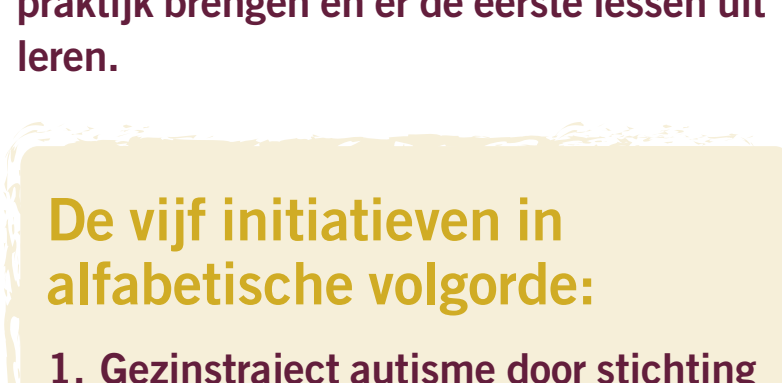 praktijk brengen en er de eerste lessen uit
leren.
De vijf initiatieven in
alfabetische volgorde:
1. Gezinstraject autisme door stichting